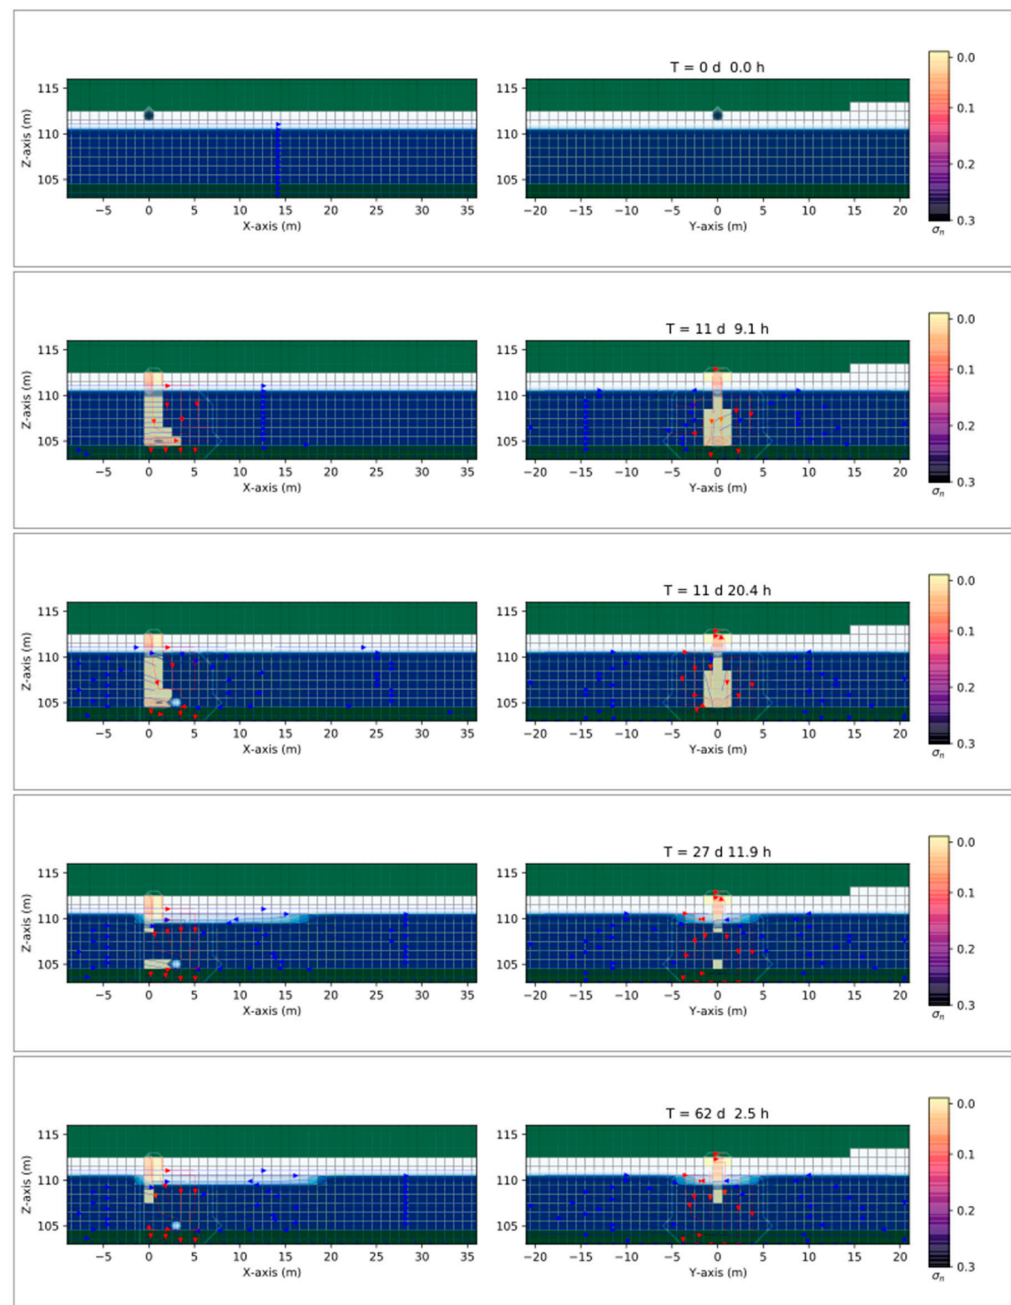 T = 0 d 0.0 h
115
110
105
Z-axis (m)
−5 0 5 10 15 20 25 30 35
X-axis (m)
−20 −15 −10 −5 0 5 10 15 20
Y-axis (m)
0.0
0.1
0.2
0.3
σn
T = 11 d 9.1 h
115
110
105
Z-axis (m)
−5 0 5 10 15 20 25 30 35
X-axis (m)
−20 −15 −10 −5 0 5 10 15 20
Y-axis (m)
0.0
0.1
0.2
0.3
σn
T = 11 d 20.4 h
115
110
105
Z-axis (m)
−5 0 5 10 15 20 25 30 35
X-axis (m)
−20 −15 −10 −5 0 5 10 15 20
Y-axis (m)
0.0
0.1
0.2
0.3
σn
T = 27 d 11.9 h
115
110
105
Z-axis (m)
−5 0 5 10 15 20 25 30 35
X-axis (m)
−20 −15 −10 −5 0 5 10 15 20
Y-axis (m)
0.0
0.1
0.2
0.3
σn
T = 62 d 2.5 h
115
110
105
Z-axis (m)
−5 0 5 10 15 20 25 30 35
X-axis (m)
−20 −15 −10 −5 0 5 10 15 20
Y-axis (m)
0.0
0.1
0.2
0.3
σn